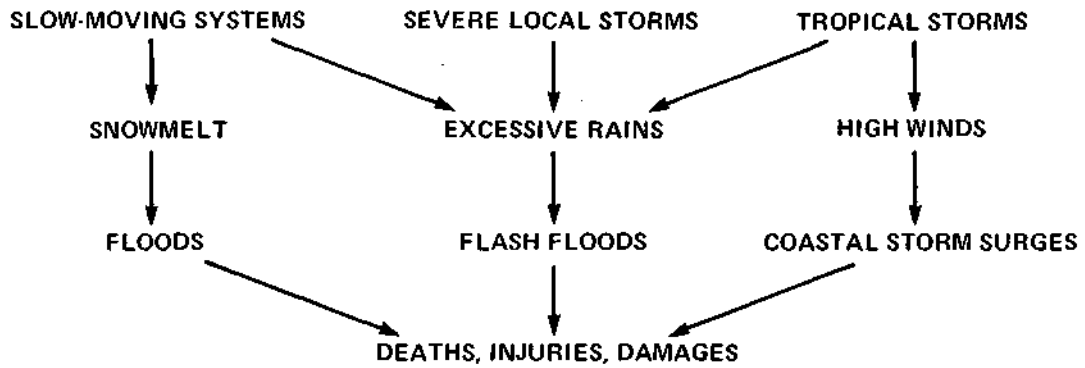 SLOW-MOVING SYSTEMS SEVERE LOCAL STORMS TROPICAL STORMS
SNOWMELT EXCESSIVE RAINS HIGH WINDS
FLOODS FLASH FLOODS COASTAL STORM SURGES
DEATHS, INJURIES, DAMAGES